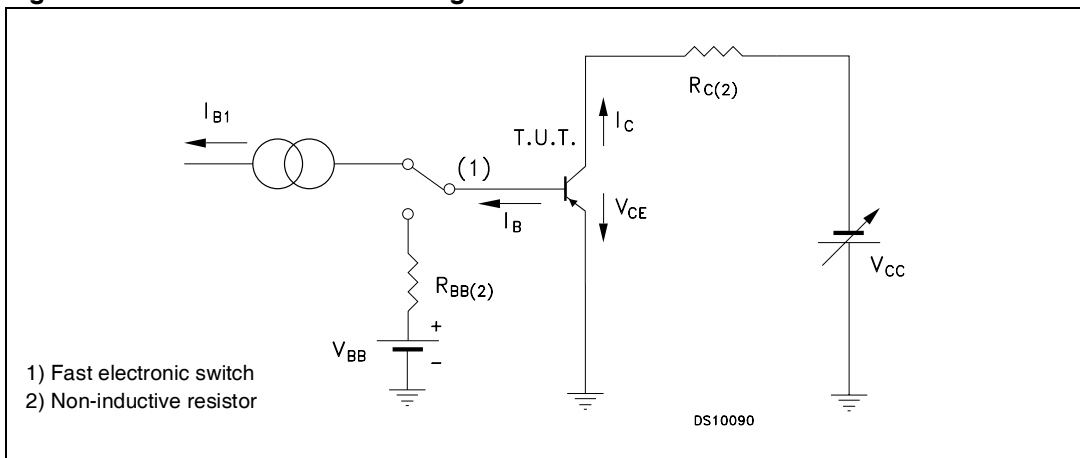 I_B1
T.U.T.
I_C
R_C(2)
(1)
I_B
V_CE
R_BB(2)
V_CC
V_BB
+
−
1) Fast electronic switch
2) Non-inductive resistor
DS10090